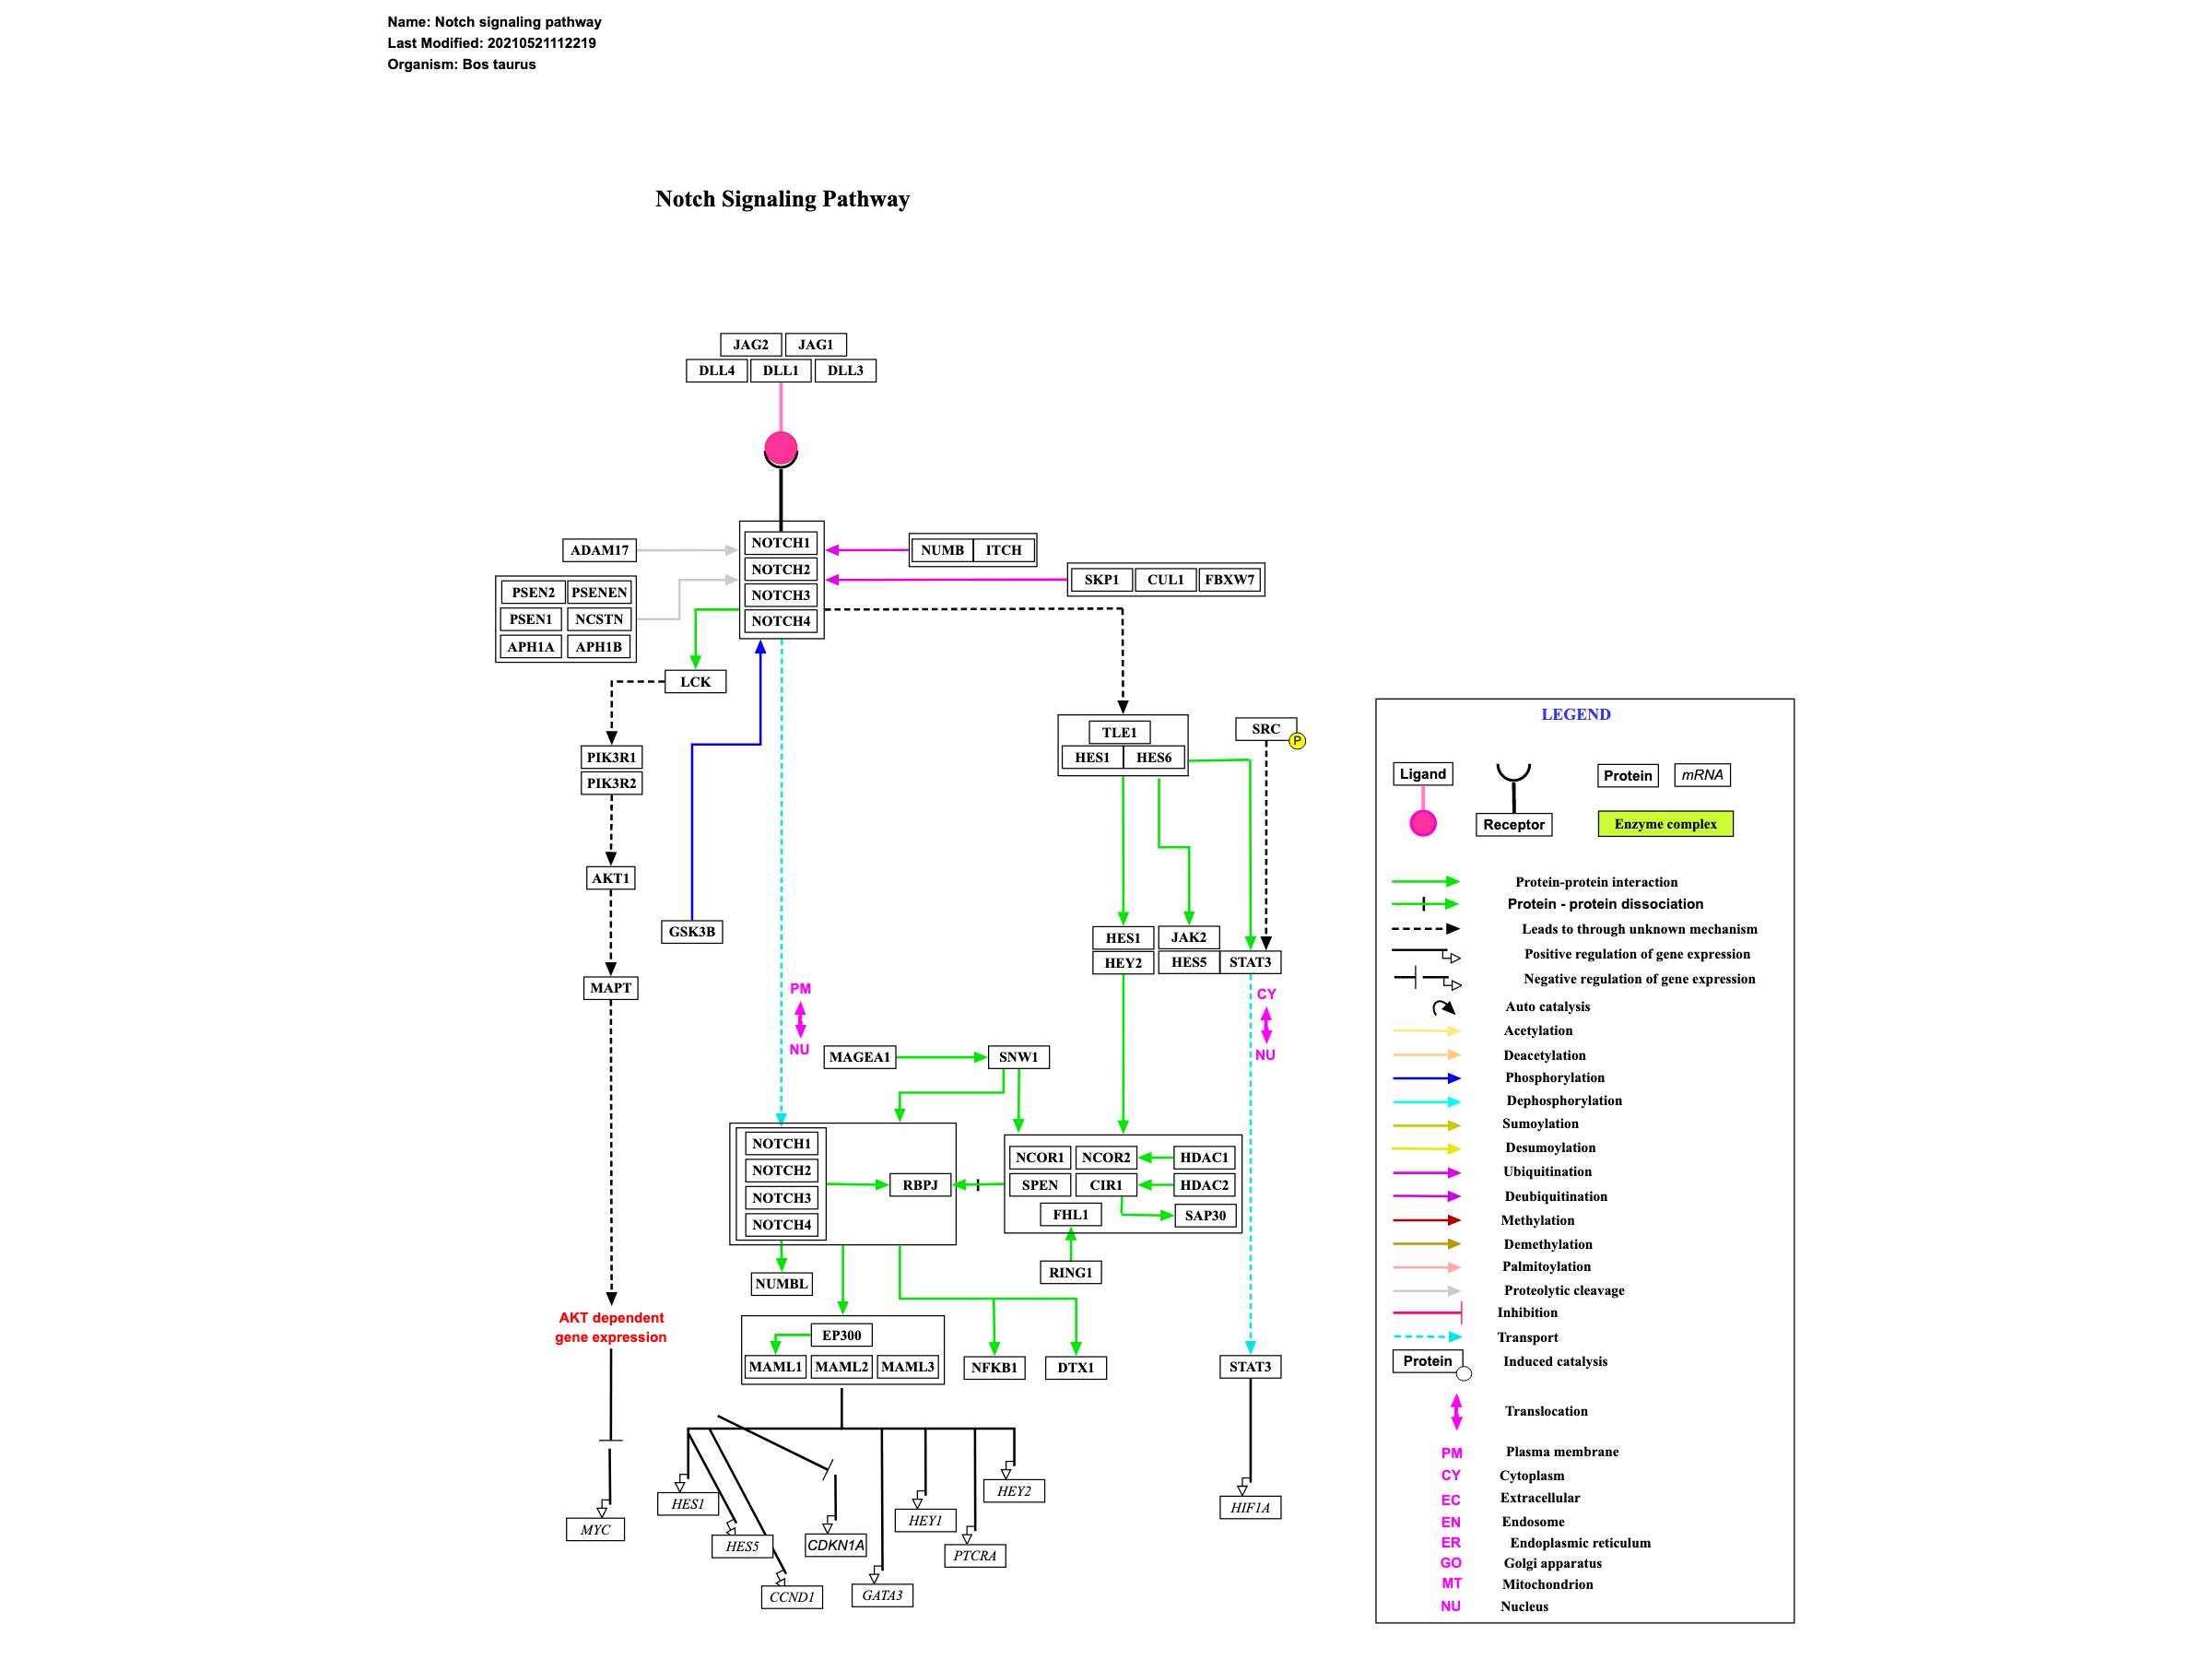 Name: Notch signaling pathway
Last Modified: 20210521112219
Organism: Bos taurus
Notch Signaling Pathway
JAG2 JAG1
DLL4 DLL1 DLL3
NOTCH1
NOTCH2
NOTCH3
NOTCH4
ADAM17
NUMB ITCH
SKP1 CUL1 FBXW7
PSEN2 PSENEN
PSEN1 NCSTN
APH1A APH1B
LCK
PIK3R1
PIK3R2
AKT1
GSK3B
MAPT
TLE1
HES1 HES6
SRC
P
HES1 JAK2
HEY2 HES5 STAT3
PM
NU
CY
NU
MAGEA1 SNW1
NOTCH1
NOTCH2
NOTCH3
NOTCH4
RBPJ
NCOR1 NCOR2 HDAC1
SPEN CIR1 HDAC2
FHL1 SAP30
RING1
NUMBL
EP300
MAML1 MAML2 MAML3
NFKB1 DTX1
STAT3
AKT dependent
gene expression
MYC
HES1
HES5
CCND1
CDKN1A
GATA3
HEY1
PTCRA
HEY2
HIF1A
LEGEND
Ligand
Receptor
Protein mRNA
Enzyme complex
Protein-protein interaction
Protein - protein dissociation
Leads to through unknown mechanism
Positive regulation of gene expression
Negative regulation of gene expression
Auto catalysis
Acetylation
Deacetylation
Phosphorylation
Dephosphorylation
Sumoylation
Desumoylation
Ubiquitination
Deubiquitination
Methylation
Demethylation
Palmitoylation
Proteolytic cleavage
Inhibition
Transport
Protein Induced catalysis
Translocation
PM Plasma membrane
CY Cytoplasm
EC Extracellular
EN Endosome
ER Endoplasmic reticulum
GO Golgi apparatus
MT Mitochondrion
NU Nucleus